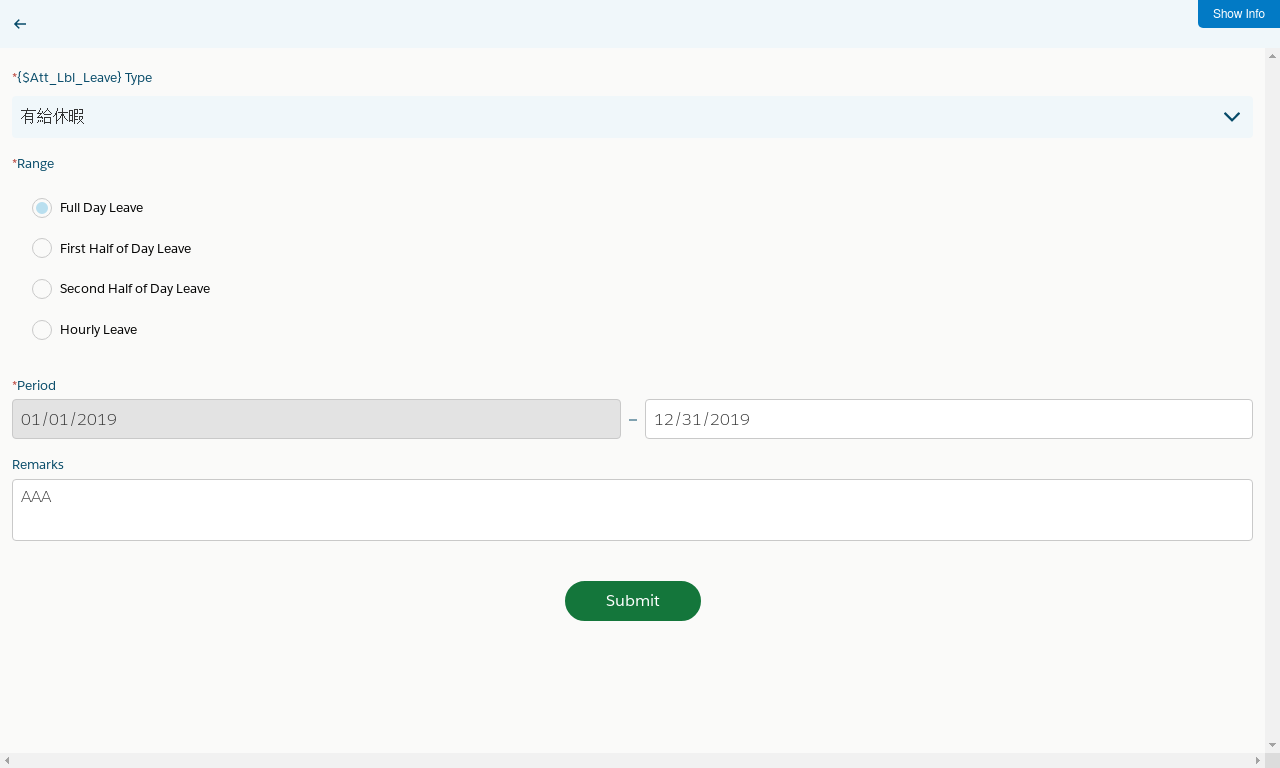 Show Info
*{$Att_Lbl_Leave} Type
有給休暇
*Range
Full Day Leave
First Half of Day Leave
Second Half of Day Leave
Hourly Leave
*Period
01/01/2019 – 12/31/2019
Remarks
AAA
Submit